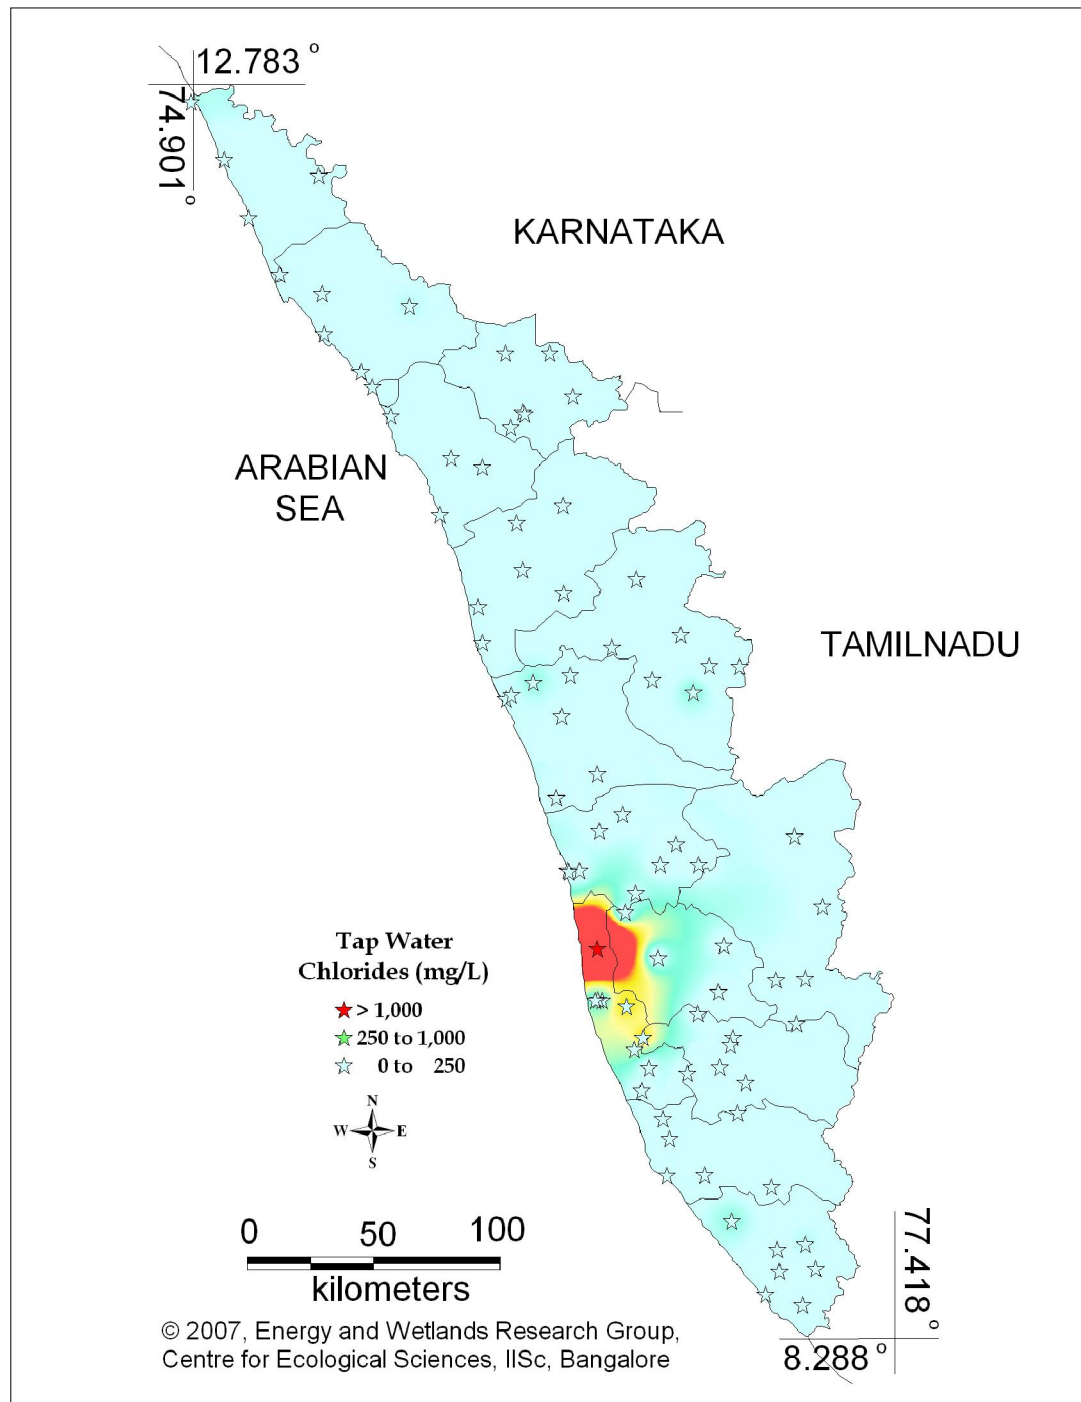 12.783 °
74.901 °
KARNATAKA
ARABIAN
SEA
TAMILNADU
Tap Water
Chlorides (mg/L)
> 1,000
250 to 1,000
0 to 250
N
W E
S
0 50 100
kilometers
77.418 °
8.288 °
© 2007, Energy and Wetlands Research Group,
Centre for Ecological Sciences, IISc, Bangalore